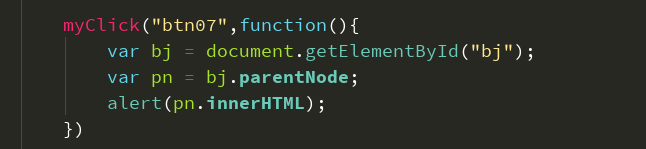 myClick("btn07",function(){
var bj = document.getElementById("bj");
var pn = bj.parentNode;
alert(pn.innerHTML);
})